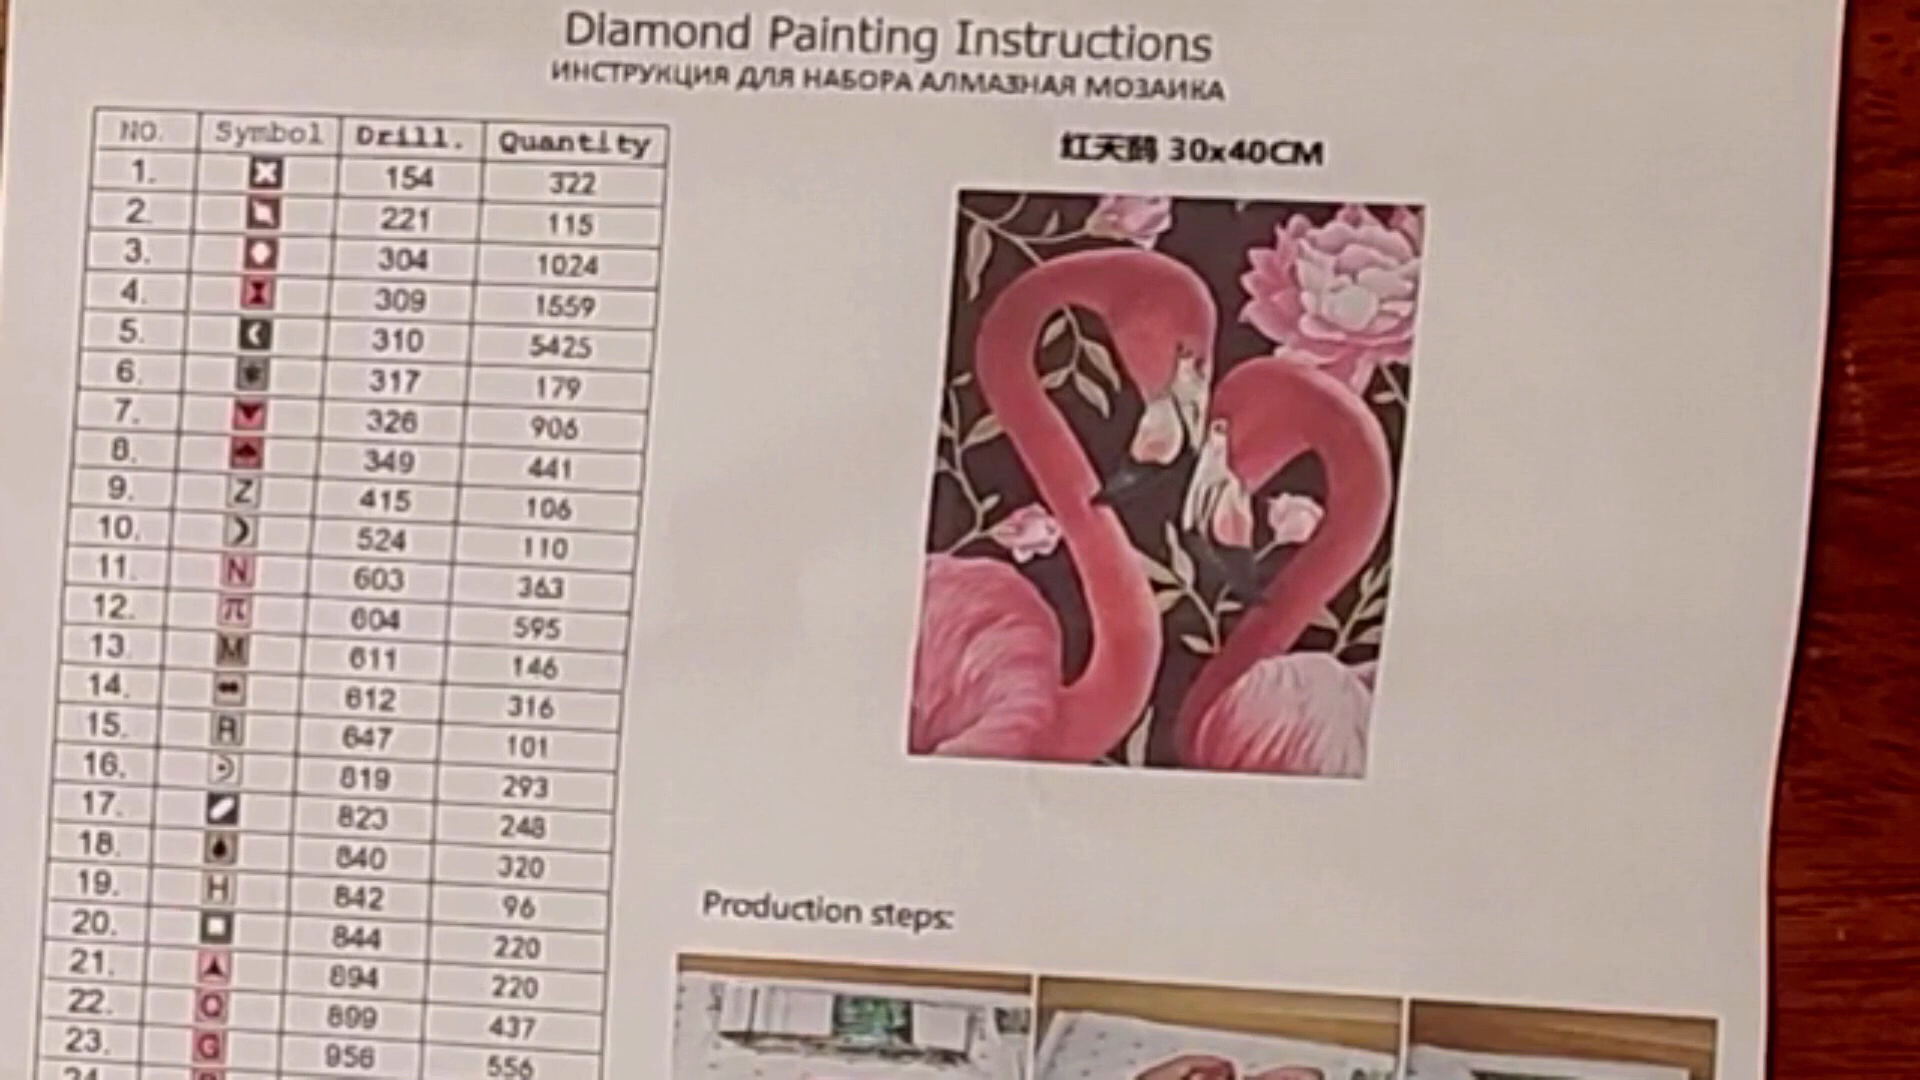 Diamond Painting Instructions
ИНСТРУКЦИЯ ДЛЯ НАБОРА АЛМАЗНАЯ МОЗАИКА
红天鹅 30x40CM
NO. Symbol Drill. Quantity
1. 154 322
2. 221 115
3. 304 1024
4. 309 1559
5. 310 5425
6. 317 179
7. 326 906
8. 349 441
9. Z 415 106
10. 524 110
11. N 603 363
12. π 604 595
13. M 611 146
14. 612 316
15. R 647 101
16. 819 293
17. 823 248
18. 840 320
19. H 842 96
20. 844 220
21. 894 220
22. Q 899 437
23. G 956 556
24.
Production steps: